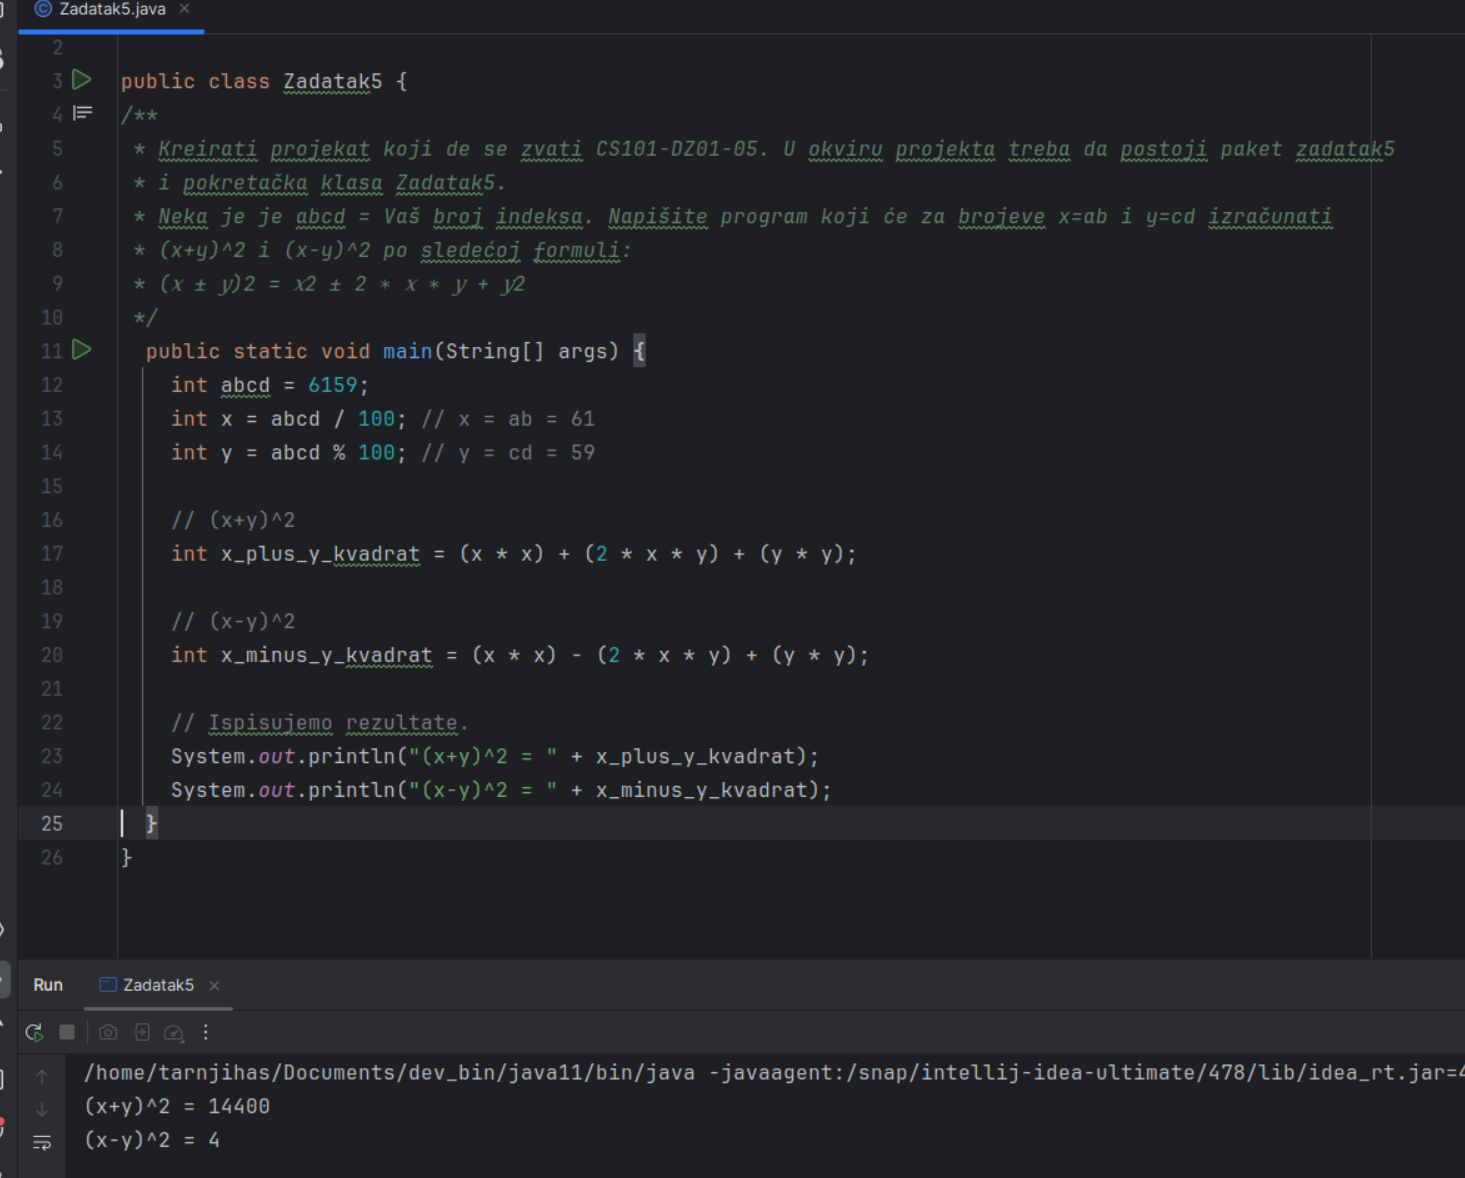 Zadatak5.java
2
3 public class Zadatak5 {
4 /**
5 * Kreirati projekat koji de se zvati CS101-DZ01-05. U okviru projekta treba da postoji paket zadatak5
6 * i pokretačka klasa Zadatak5.
7 * Neka je je abcd = Vaš broj indeksa. Napišite program koji će za brojeve x=ab i y=cd izračunati
8 * (x+y)^2 i (x-y)^2 po sledećoj formuli:
9 * (𝑥 ± 𝑦)2 = 𝑥2 ± 2 ∗ 𝑥 ∗ 𝑦 + 𝑦2
10 */
11 public static void main(String[] args) {
12 int abcd = 6159;
13 int x = abcd / 100; // x = ab = 61
14 int y = abcd % 100; // y = cd = 59
15
16 // (x+y)^2
17 int x_plus_y_kvadrat = (x * x) + (2 * x * y) + (y * y);
18
19 // (x-y)^2
20 int x_minus_y_kvadrat = (x * x) - (2 * x * y) + (y * y);
21
22 // Ispisujemo rezultate.
23 System.out.println("(x+y)^2 = " + x_plus_y_kvadrat);
24 System.out.println("(x-y)^2 = " + x_minus_y_kvadrat);
25 }
26 }
Run Zadatak5
/home/tarnjihas/Documents/dev_bin/java11/bin/java -javaagent:/snap/intellij-idea-ultimate/478/lib/idea_rt.jar=4
(x+y)^2 = 14400
(x-y)^2 = 4